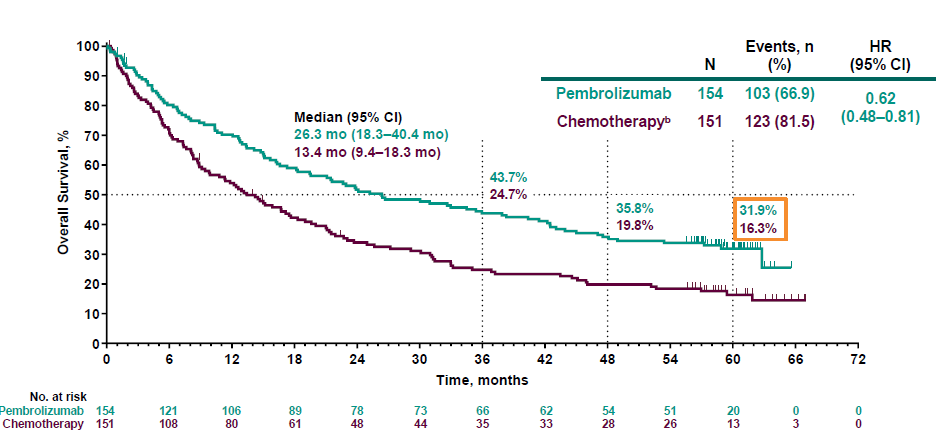 Events, n HR
N (%) (95% CI)
Pembrolizumab 154 103 (66.9) 0.62
Chemotherapyᵇ 151 123 (81.5) (0.48–0.81)
Median (95% CI)
26.3 mo (18.3–40.4 mo)
13.4 mo (9.4–18.3 mo)
43.7%
24.7%
35.8%
19.8%
31.9%
16.3%
Overall Survival, %
100
90
80
70
60
50
40
30
20
10
0
0 6 12 18 24 30 36 42 48 54 60 66 72
Time, months
No. at risk
Pembrolizumab 154 121 106 89 78 73 66 62 54 51 20 0 0
Chemotherapy 151 108 80 61 48 44 35 33 28 26 13 3 0